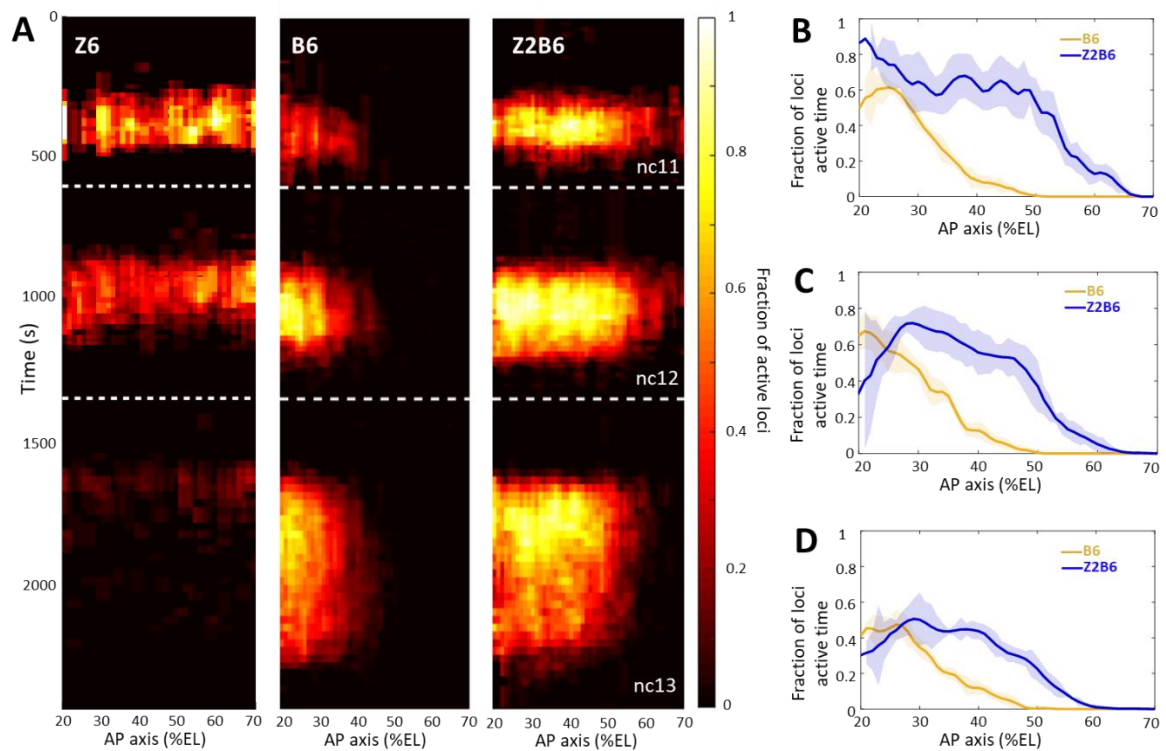 A
Z6
B6
Z2B6
0
500
1000
1500
2000
Time (s)
nc11
nc12
nc13
20 30 40 50 60 70
20 30 40 50 60 70
20 30 40 50 60 70
AP axis (%EL)
AP axis (%EL)
AP axis (%EL)
1
0.8
0.6
0.4
0.2
0
Fraction of active loci
B
B6
Z2B6
1
0.8
0.6
0.4
0.2
0
Fraction of loci
active time
20 30 40 50 60 70
AP axis (%EL)
C
B6
Z2B6
1
0.8
0.6
0.4
0.2
0
Fraction of loci
active time
20 30 40 50 60 70
AP axis (%EL)
D
B6
Z2B6
1
0.8
0.6
0.4
0.2
0
Fraction of loci
active time
20 30 40 50 60 70
AP axis (%EL)